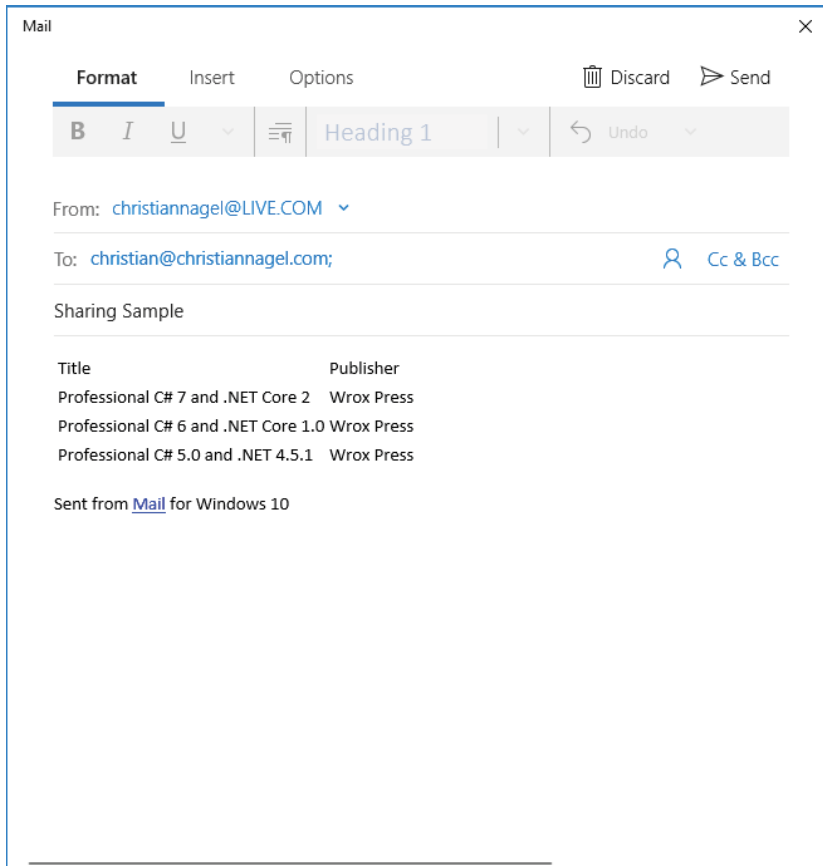 Mail
Format Insert Options Discard Send
B I U Heading 1 Undo
From: christiannagel@LIVE.COM
To: christian@christiannagel.com; Cc & Bcc
Sharing Sample
Title Publisher
Professional C# 7 and .NET Core 2 Wrox Press
Professional C# 6 and .NET Core 1.0 Wrox Press
Professional C# 5.0 and .NET 4.5.1 Wrox Press
Sent from Mail for Windows 10